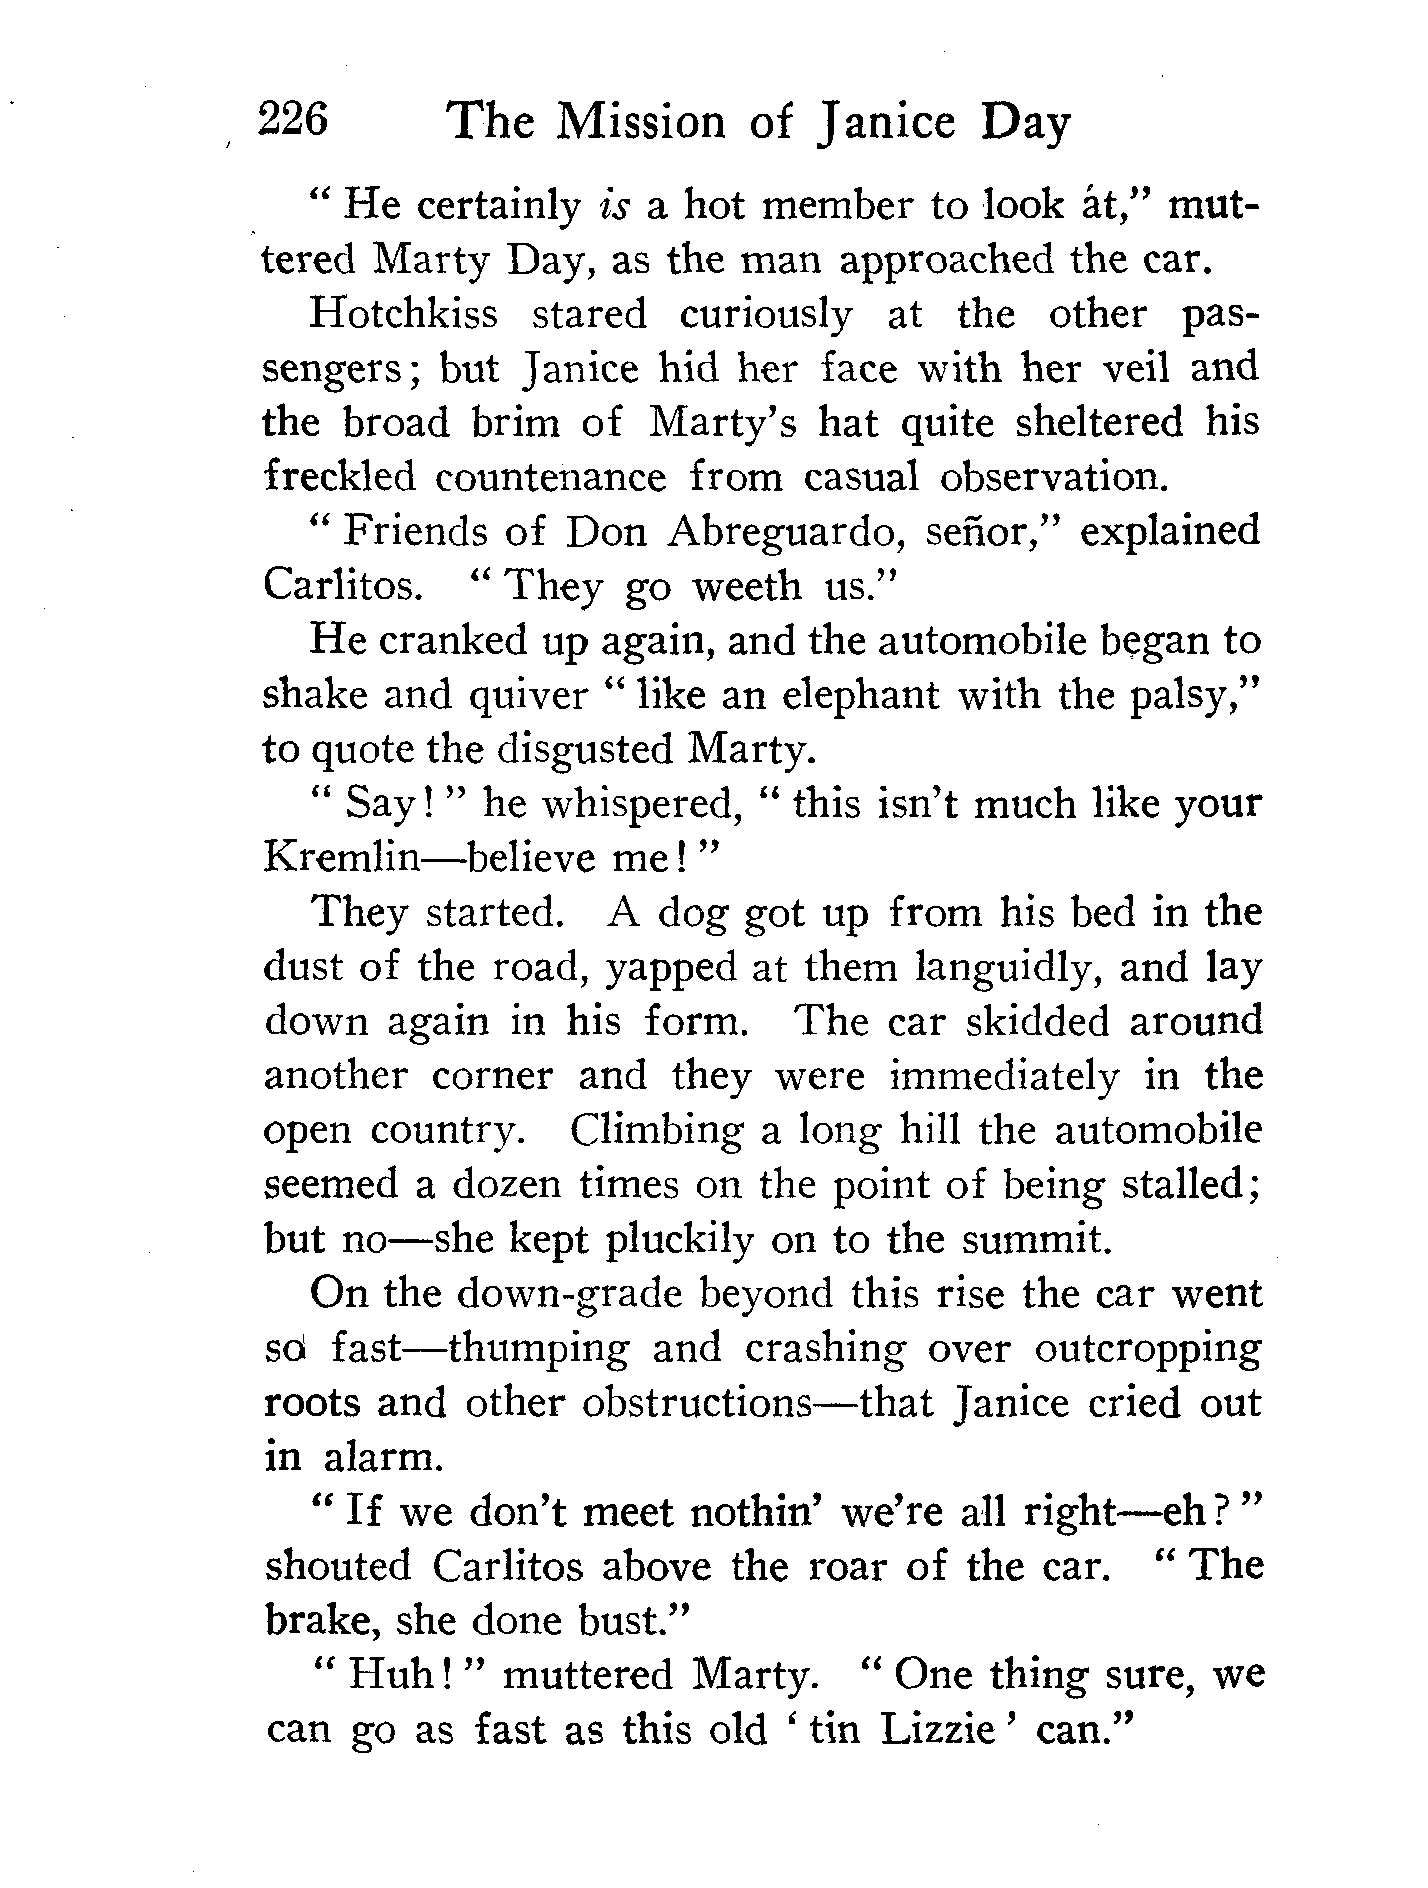 226 The Mission of Janice Day
“ He certainly is a hot member to look at,” mut-
tered Marty Day, as the man approached the car.
Hotchkiss stared curiously at the other pas-
sengers; but Janice hid her face with her veil and
the broad brim of Marty’s hat quite sheltered his
freckled countenance from casual observation.
“ Friends of Don Abreguardo, señor,” explained
Carlitos. “ They go weeth us.”
He cranked up again, and the automobile began to
shake and quiver “ like an elephant with the palsy,”
to quote the disgusted Marty.
“ Say! ” he whispered, “ this isn’t much like your
Kremlin—believe me! ”
They started. A dog got up from his bed in the
dust of the road, yapped at them languidly, and lay
down again in his form. The car skidded around
another corner and they were immediately in the
open country. Climbing a long hill the automobile
seemed a dozen times on the point of being stalled;
but no—she kept pluckily on to the summit.
On the down-grade beyond this rise the car went
so fast—thumping and crashing over outcropping
roots and other obstructions—that Janice cried out
in alarm.
“ If we don’t meet nothin’ we’re all right—eh? ”
shouted Carlitos above the roar of the car. “ The
brake, she done bust.”
“ Huh! ” muttered Marty. “ One thing sure, we
can go as fast as this old ‘ tin Lizzie ’ can.”